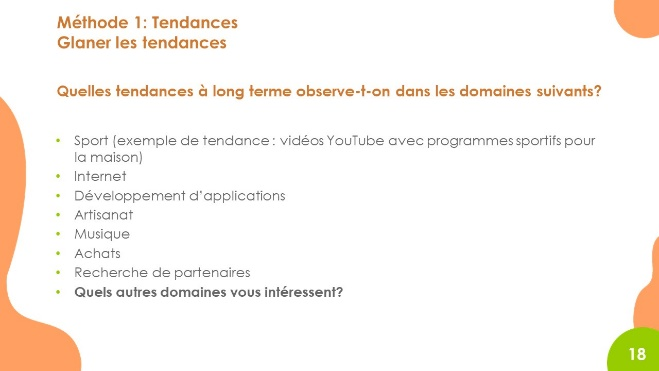 Méthode 1: Tendances
Glaner les tendances
Quelles tendances à long terme observe-t-on dans les domaines suivants?
• Sport (exemple de tendance : vidéos YouTube avec programmes sportifs pour
la maison)
• Internet
• Développement d'applications
• Artisanat
• Musique
• Achats
• Recherche de partenaires
• Quels autres domaines vous intéressent?
18